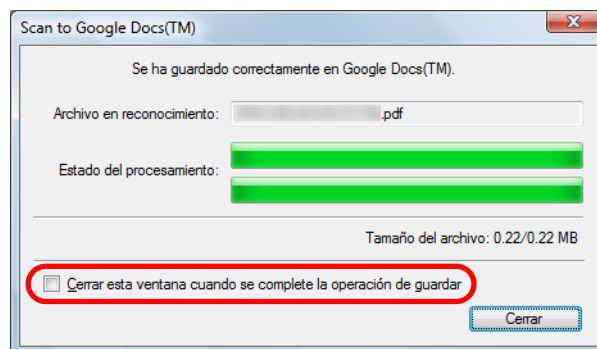 Scan to Google Docs(TM)
Se ha guardado correctamente en Google Docs(TM).
Archivo en reconocimiento: .pdf
Estado del procesamiento:
Tamaño del archivo: 0.22/0.22 MB
Cerrar esta ventana cuando se complete la operación de guardar
Cerrar